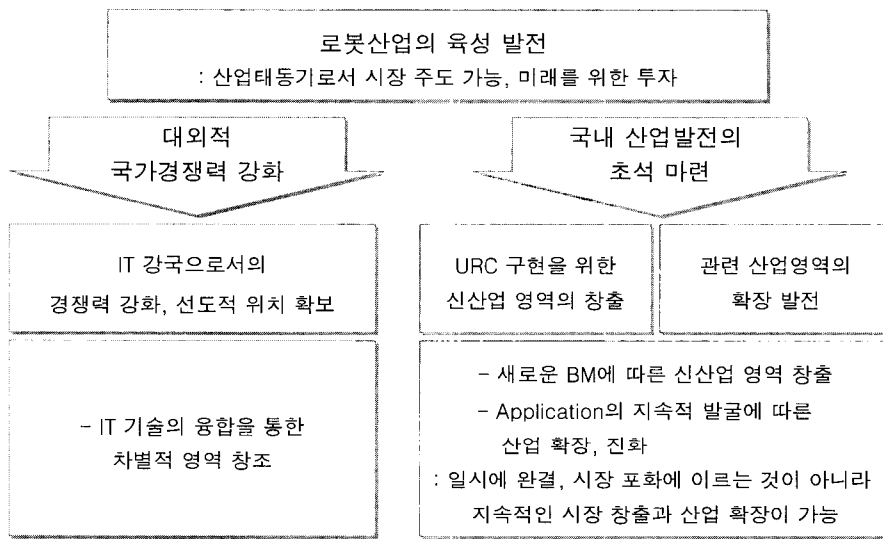 로봇산업의 육성 발전
: 산업태동기로서 시장 주도 가능, 미래를 위한 투자
대외적
국가경쟁력 강화
국내 산업발전의
초석 마련
IT 강국으로서의
경쟁력 강화, 선도적 위치 확보
URC 구현을 위한
신산업 영역의 창출
관련 산업영역의
확장 발전
- IT 기술의 융합을 통한
차별적 영역 창조
- 새로운 BM에 따른 신산업 영역 창출
- Application의 지속적 발굴에 따른
산업 확장, 진화
: 일시에 완결, 시장 포화에 이르는 것이 아니라
지속적인 시장 창출과 산업 확장이 가능